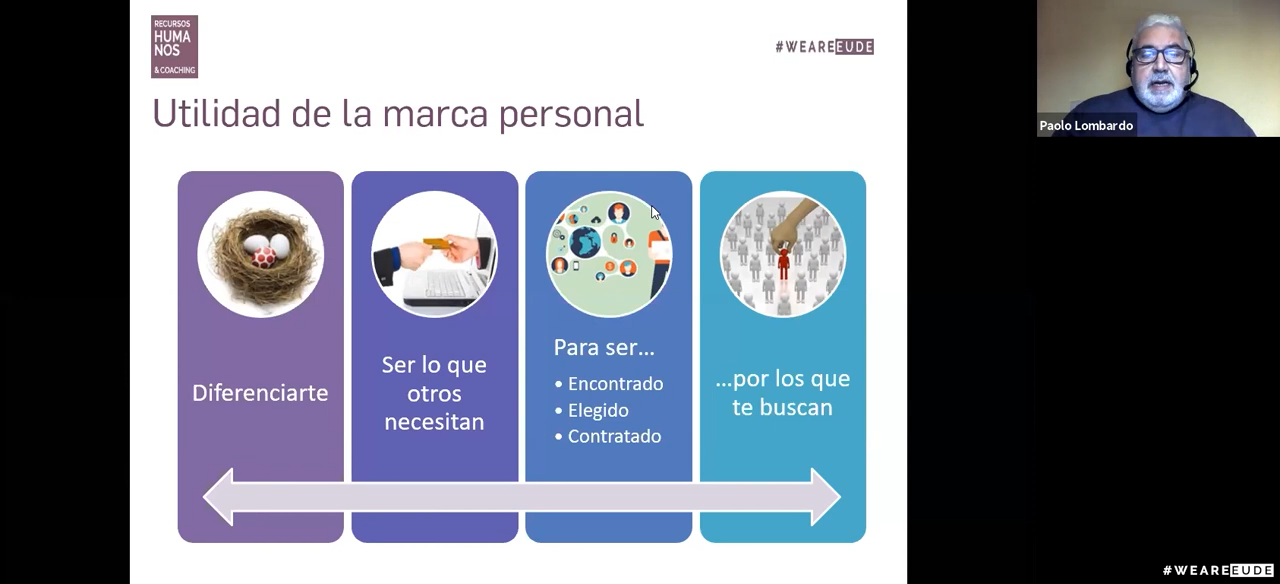 RECURSOS
HUMA
NOS
& COACHING
#WEAREEUDE
Utilidad de la marca personal
Diferenciarte
Ser lo que
otros
necesitan
Para ser...
• Encontrado
• Elegido
• Contratado
...por los que
te buscan
Paolo Lombardo
#WEAREEUDE